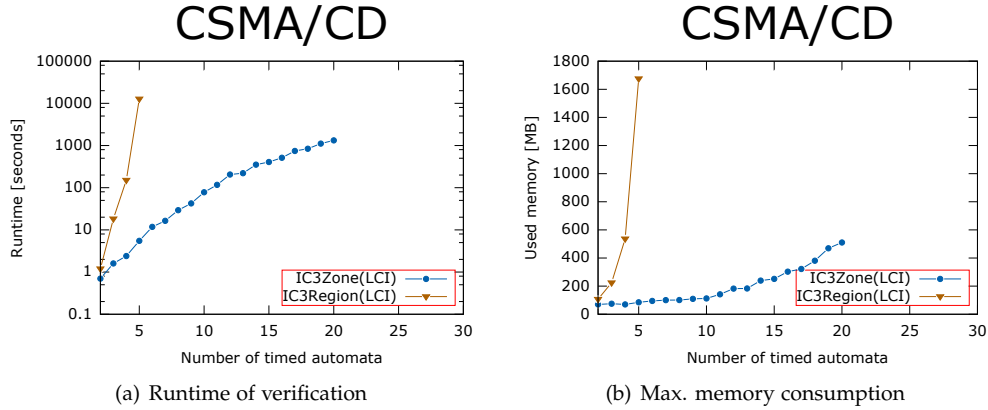 CSMA/CD
100000
10000
1000
100
10
1
0.1
Runtime [seconds]
5 10 15 20 25 30
Number of timed automata
IC3Zone(LCI)
IC3Region(LCI)
(a) Runtime of verification
CSMA/CD
1800
1600
1400
1200
1000
800
600
400
200
0
Used memory [MB]
5 10 15 20 25 30
Number of timed automata
IC3Zone(LCI)
IC3Region(LCI)
(b) Max. memory consumption